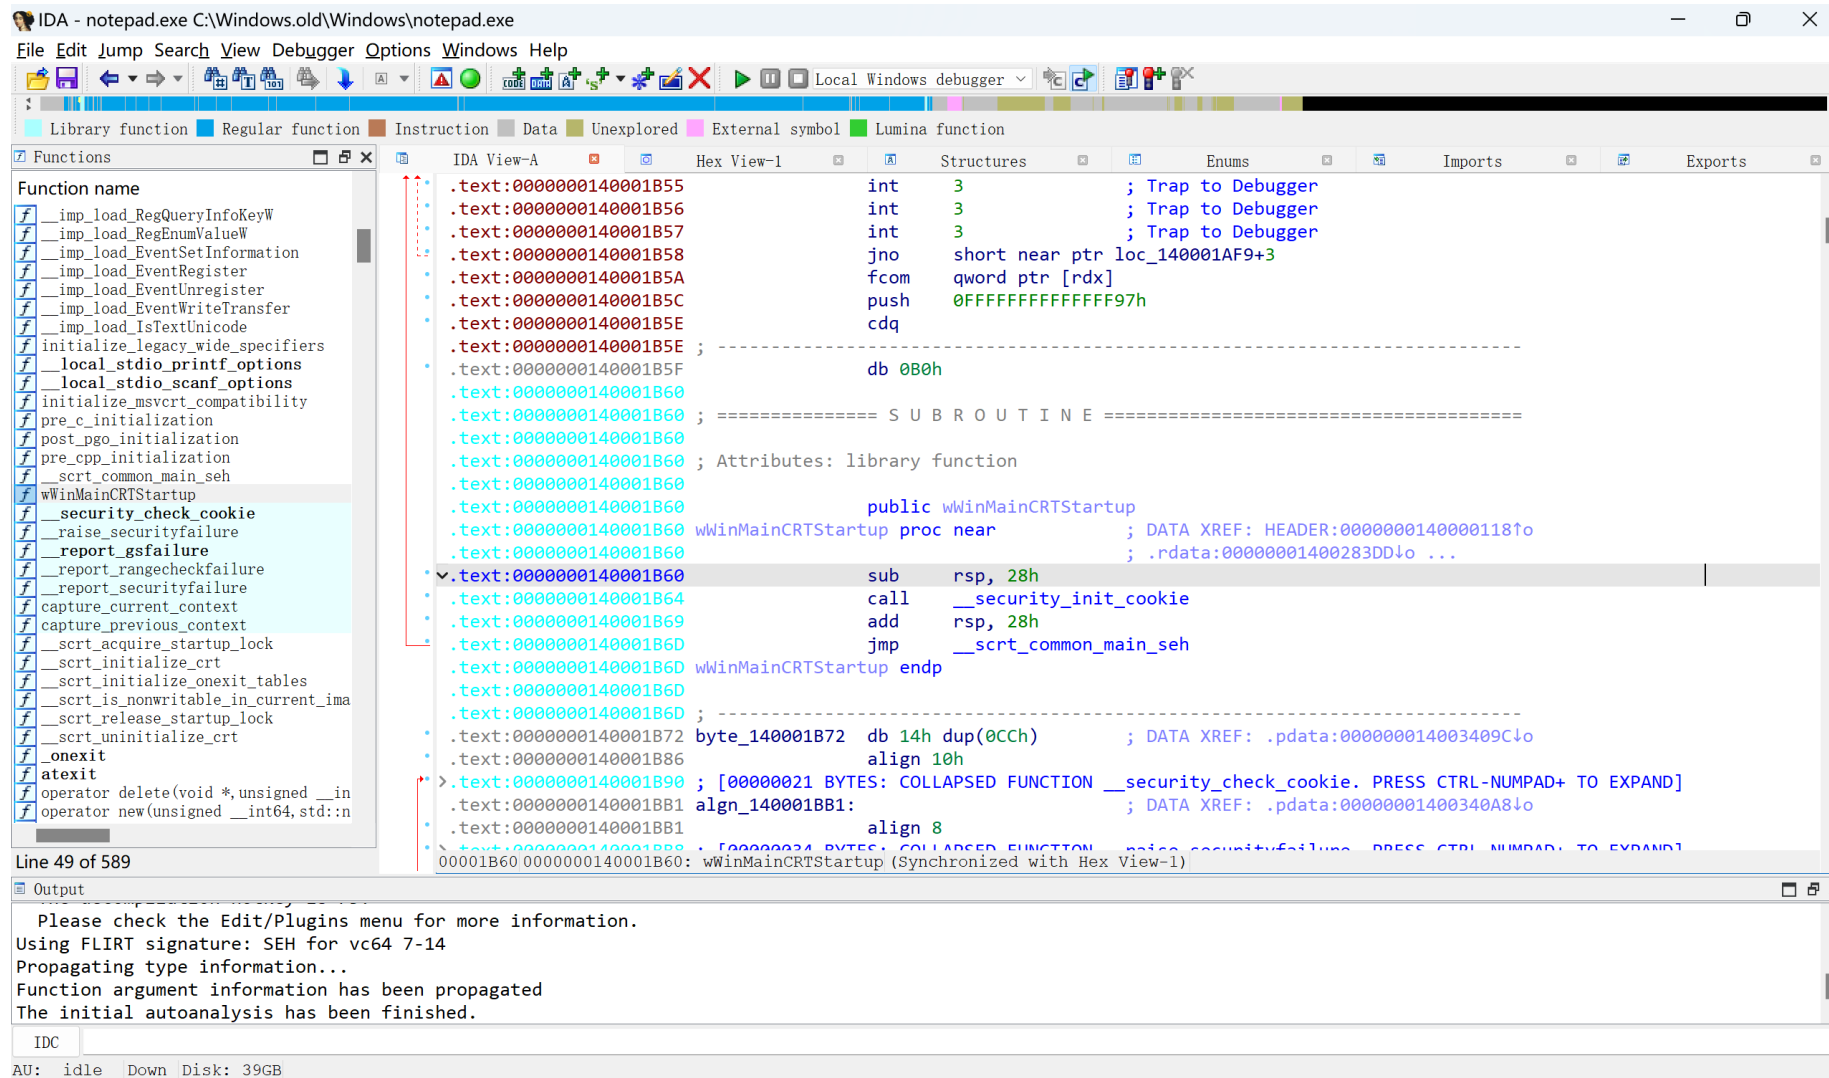 IDA - notepad.exe C:\Windows.old\Windows\notepad.exe
File Edit Jump Search View Debugger Options Windows Help
Local Windows debugger
Library function Regular function Instruction Data Unexplored External symbol Lumina function
Functions
Function name
__imp_load_RegQueryInfoKeyW
__imp_load_RegEnumValueW
__imp_load_EventSetInformation
__imp_load_EventRegister
__imp_load_EventUnregister
__imp_load_EventWriteTransfer
__imp_load_IsTextUnicode
initialize_legacy_wide_specifiers
__local_stdio_printf_options
__local_stdio_scanf_options
initialize_msvcrt_compatibility
pre_c_initialization
post_pgo_initialization
pre_cpp_initialization
__scrt_common_main_seh
wWinMainCRTStartup
__security_check_cookie
__raise_securityfailure
__report_gsfailure
__report_rangecheckfailure
__report_securityfailure
capture_current_context
capture_previous_context
__scrt_acquire_startup_lock
__scrt_initialize_crt
__scrt_initialize_onexit_tables
__scrt_is_nonwritable_in_current_ima
__scrt_release_startup_lock
__scrt_uninitialize_crt
_onexit
atexit
operator delete(void *,unsigned __in
operator new(unsigned __int64,std::n
Line 49 of 589
IDA View-A Hex View-1 Structures Enums Imports Exports
.text:0000000140001B55 int 3 ; Trap to Debugger
.text:0000000140001B56 int 3 ; Trap to Debugger
.text:0000000140001B57 int 3 ; Trap to Debugger
.text:0000000140001B58 jno short near ptr loc_140001AF9+3
.text:0000000140001B5A fcom qword ptr [rdx]
.text:0000000140001B5C push 0FFFFFFFFFFFFFF97h
.text:0000000140001B5E cdq
.text:0000000140001B5E ; ---------------------------------------------------------------------------
.text:0000000140001B5F db 0B0h
.text:0000000140001B60
.text:0000000140001B60 ; =============== S U B R O U T I N E =======================================
.text:0000000140001B60
.text:0000000140001B60 ; Attributes: library function
.text:0000000140001B60
.text:0000000140001B60 public wWinMainCRTStartup
.text:0000000140001B60 wWinMainCRTStartup proc near ; DATA XREF: HEADER:0000000140000118↑o
.text:0000000140001B60 ; .rdata:00000001400283DD↓o ...
.text:0000000140001B60 sub rsp, 28h
.text:0000000140001B64 call __security_init_cookie
.text:0000000140001B69 add rsp, 28h
.text:0000000140001B6D jmp __scrt_common_main_seh
.text:0000000140001B6D wWinMainCRTStartup endp
.text:0000000140001B6D
.text:0000000140001B6D ; ---------------------------------------------------------------------------
.text:0000000140001B72 byte_140001B72 db 14h dup(0CCh) ; DATA XREF: .pdata:000000014003409C↓o
.text:0000000140001B86 align 10h
.text:0000000140001B90 ; [00000021 BYTES: COLLAPSED FUNCTION __security_check_cookie. PRESS CTRL-NUMPAD+ TO EXPAND]
.text:0000000140001BB1 algn_140001BB1: ; DATA XREF: .pdata:00000001400340A8↓o
.text:0000000140001BB1 align 8
.text:0000000140001BB8 ; [00000034 BYTES: COLLAPSED FUNCTION __raise_securityfailure. PRESS CTRL-NUMPAD+ TO EXPAND]
00001B60 0000000140001B60: wWinMainCRTStartup (Synchronized with Hex View-1)
Output
Please check the Edit/Plugins menu for more information.
Using FLIRT signature: SEH for vc64 7-14
Propagating type information...
Function argument information has been propagated
The initial autoanalysis has been finished.
IDC
AU: idle Down Disk: 39GB